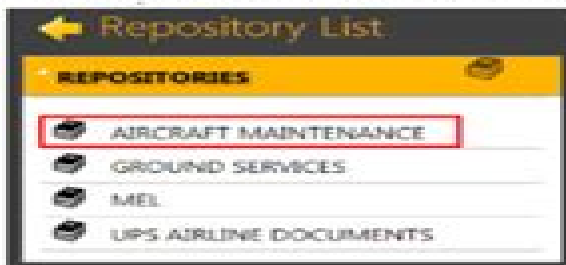 Repository List
REPOSITORIES
AIRCRAFT MAINTENANCE
GROUND SERVICES
MEL
UPS AIRLINE DOCUMENTS